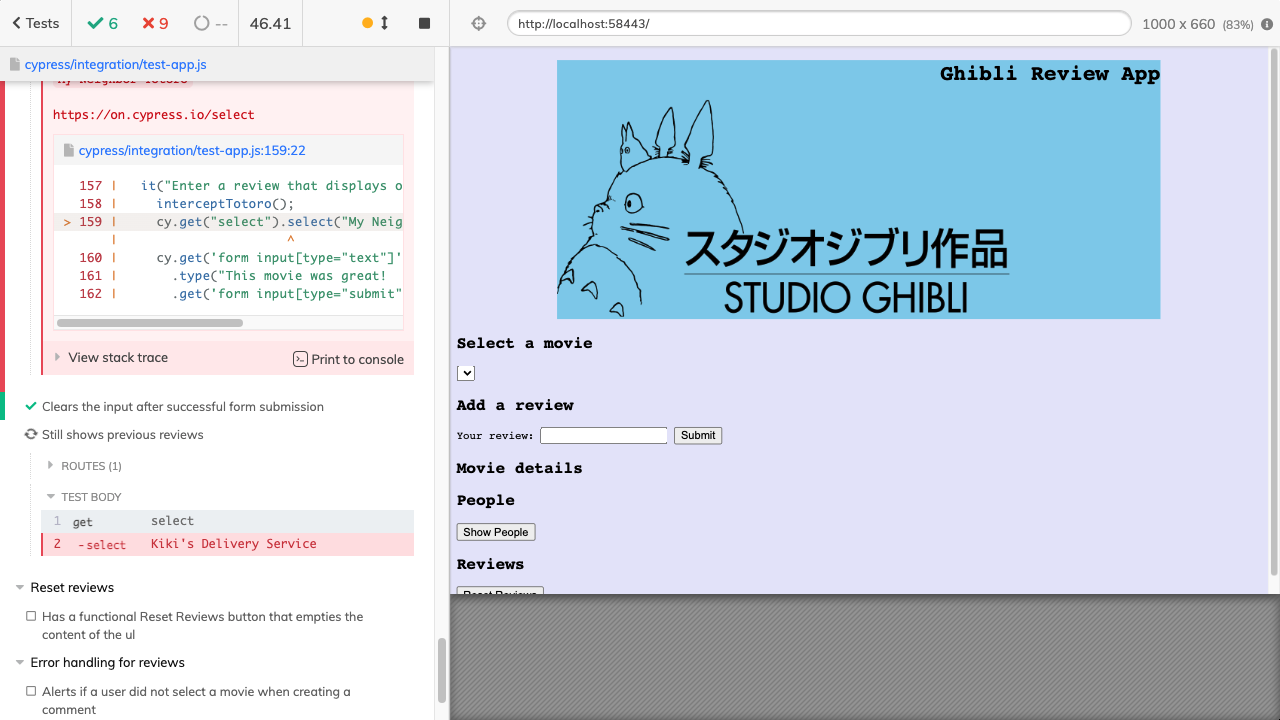 Tests
6
9
--
46.41
http://localhost:58443/
1000 x 660 (83%)
cypress/integration/test-app.js
https://on.cypress.io/select
cypress/integration/test-app.js:159:22
157 | it("Enter a review that displays o
158 | interceptTotoro();
> 159 | cy.get("select").select("My Neig
| ^
160 | cy.get('form input[type="text"]'
161 | .type("This movie was great!
162 | .get('form input[type="submit"
View stack trace
Print to console
Clears the input after successful form submission
Still shows previous reviews
ROUTES (1)
TEST BODY
1 get select
2 -select Kiki's Delivery Service
Reset reviews
Has a functional Reset Reviews button that empties the
content of the ul
Error handling for reviews
Alerts if a user did not select a movie when creating a
comment
Ghibli Review App
スタジオジブリ作品
STUDIO GHIBLI
Select a movie
Add a review
Your review:
Submit
Movie details
People
Show People
Reviews
Reset Reviews